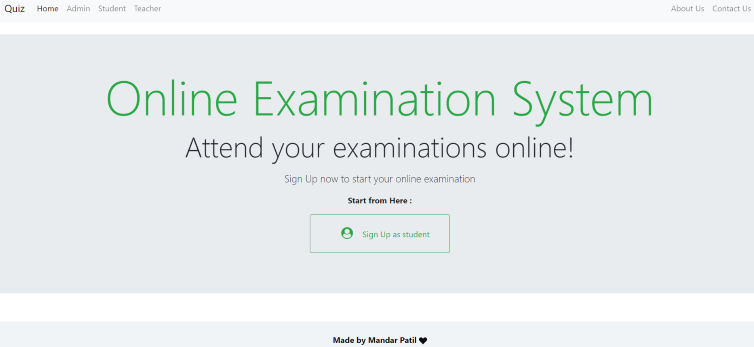 Quiz Home Admin Student Teacher About Us Contact Us
Online Examination System
Attend your examinations online!
Sign Up now to start your online examination
Start from Here :
Sign Up as student
Made by Mandar Patil